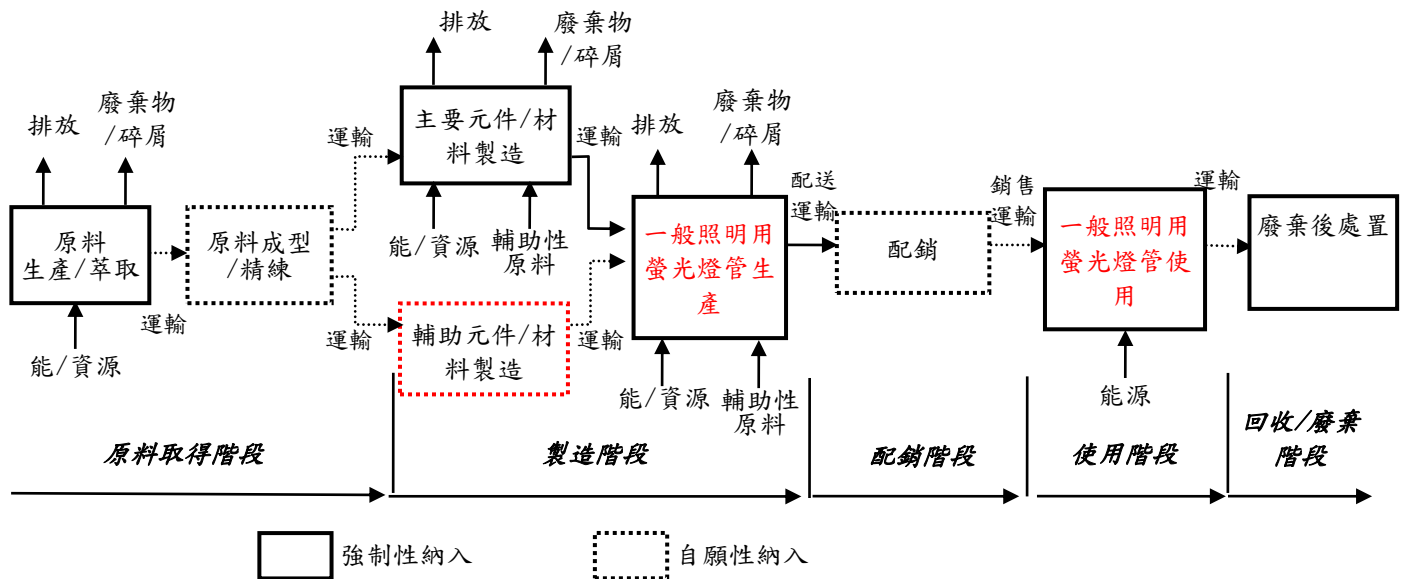 排放
廢棄物
/碎屑
原料
生產/萃取
能/資源
運輸
原料成型
/精練
運輸
運輸
排放
廢棄物
/碎屑
主要元件/材
料製造
能/資源
輔助性
原料
運輸
輔助元件/材
料製造
運輸
排放
廢棄物
/碎屑
一般照明用
螢光燈管生
產
能/資源
輔助性
原料
配送
運輸
配銷
銷售
運輸
一般照明用
螢光燈管使
用
能源
運輸
廢棄後處置
原料取得階段
製造階段
配銷階段
使用階段
回收/廢棄
階段
強制性納入
自願性納入